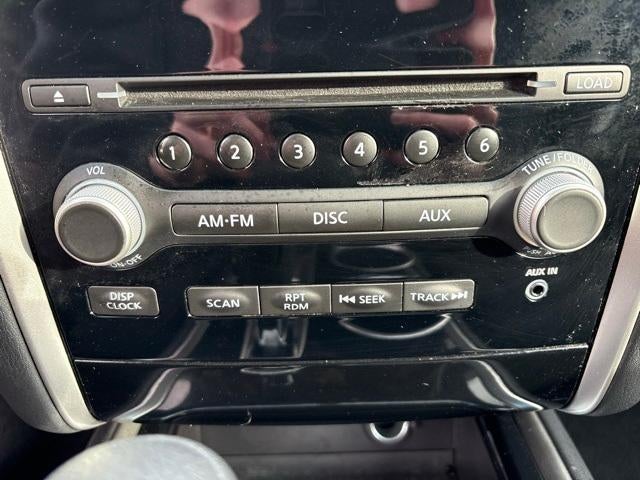 LOAD
1 2 3 4 5 6
VOL
TUNE/FOLDER
AM•FM DISC AUX
ON•OFF
AUX IN
DISP
CLOCK
SCAN
RPT
RDM
SEEK
TRACK